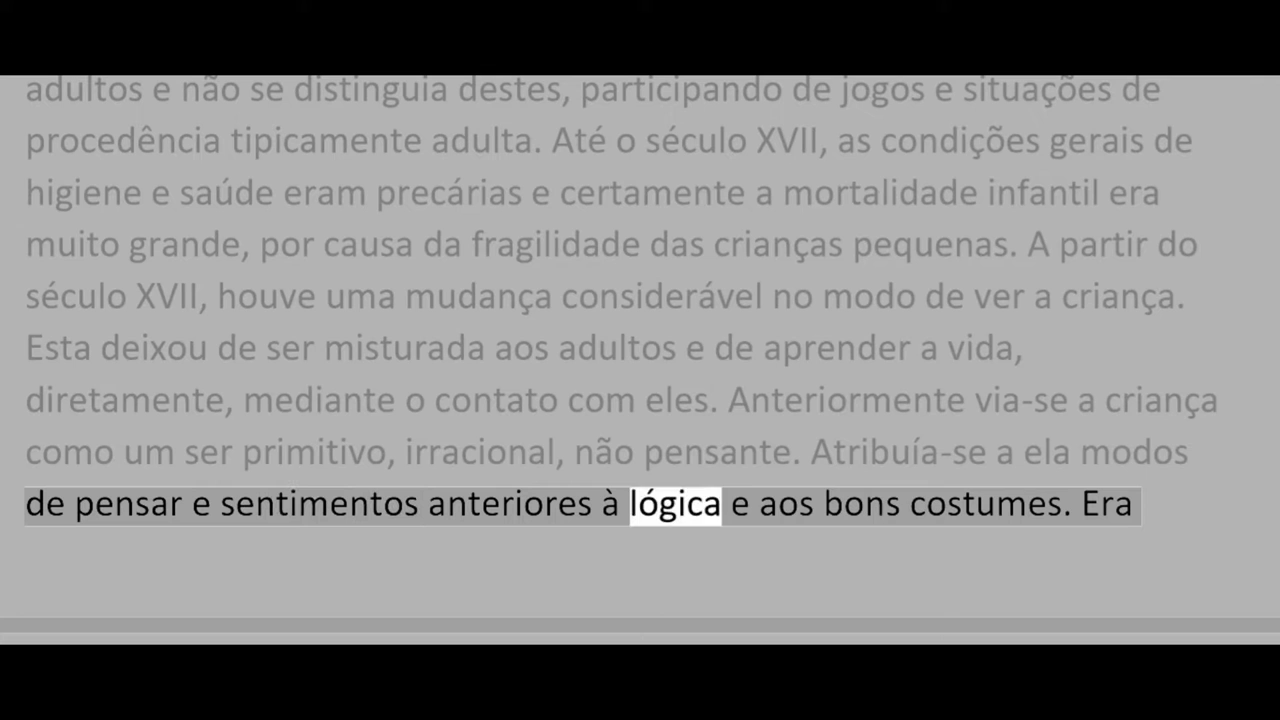 adultos e não se distinguia destes, participando de jogos e situações de
procedência tipicamente adulta. Até o século XVII, as condições gerais de
higiene e saúde eram precárias e certamente a mortalidade infantil era
muito grande, por causa da fragilidade das crianças pequenas. A partir do
século XVII, houve uma mudança considerável no modo de ver a criança.
Esta deixou de ser misturada aos adultos e de aprender a vida,
diretamente, mediante o contato com eles. Anteriormente via-se a criança
como um ser primitivo, irracional, não pensante. Atribuía-se a ela modos
de pensar e sentimentos anteriores à lógica e aos bons costumes. Era